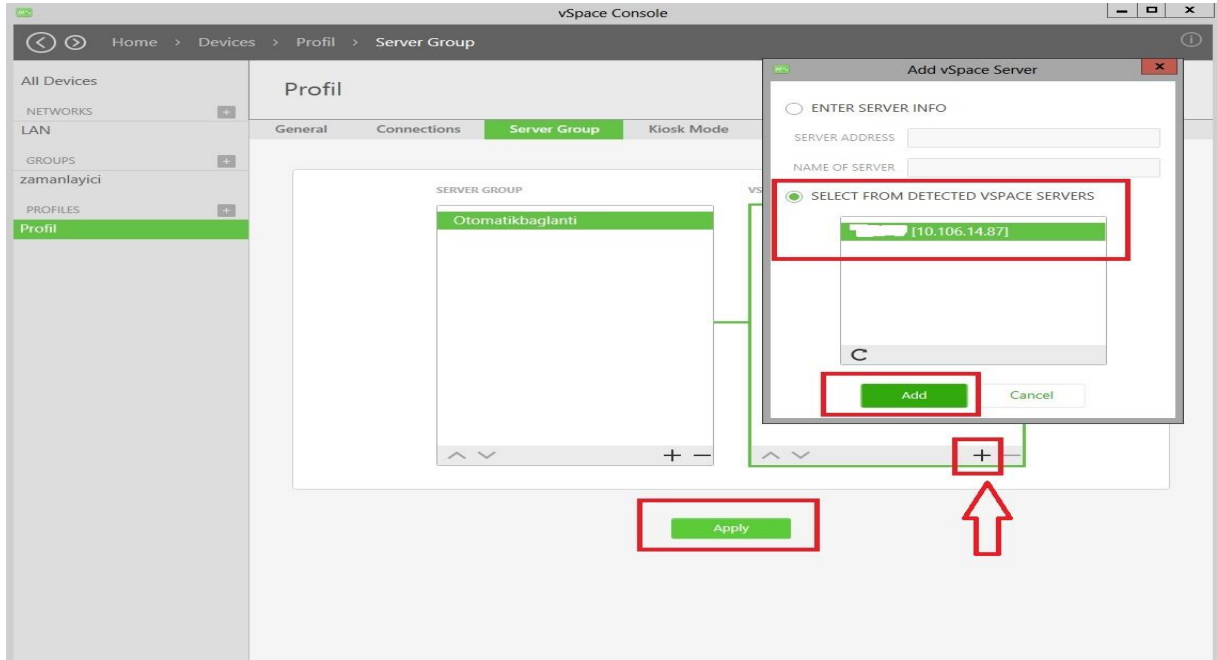 vSpace Console
Home > Devices > Profil > Server Group
All Devices
NETWORKS
LAN
GROUPS
zamanlayici
PROFILES
Profil
Profil
General Connections Server Group Kiosk Mode
SERVER GROUP
Otomatikbaglanti
VS
Apply
Add vSpace Server
ENTER SERVER INFO
SERVER ADDRESS
NAME OF SERVER
SELECT FROM DETECTED VSPACE SERVERS
[10.106.14.87]
Add Cancel